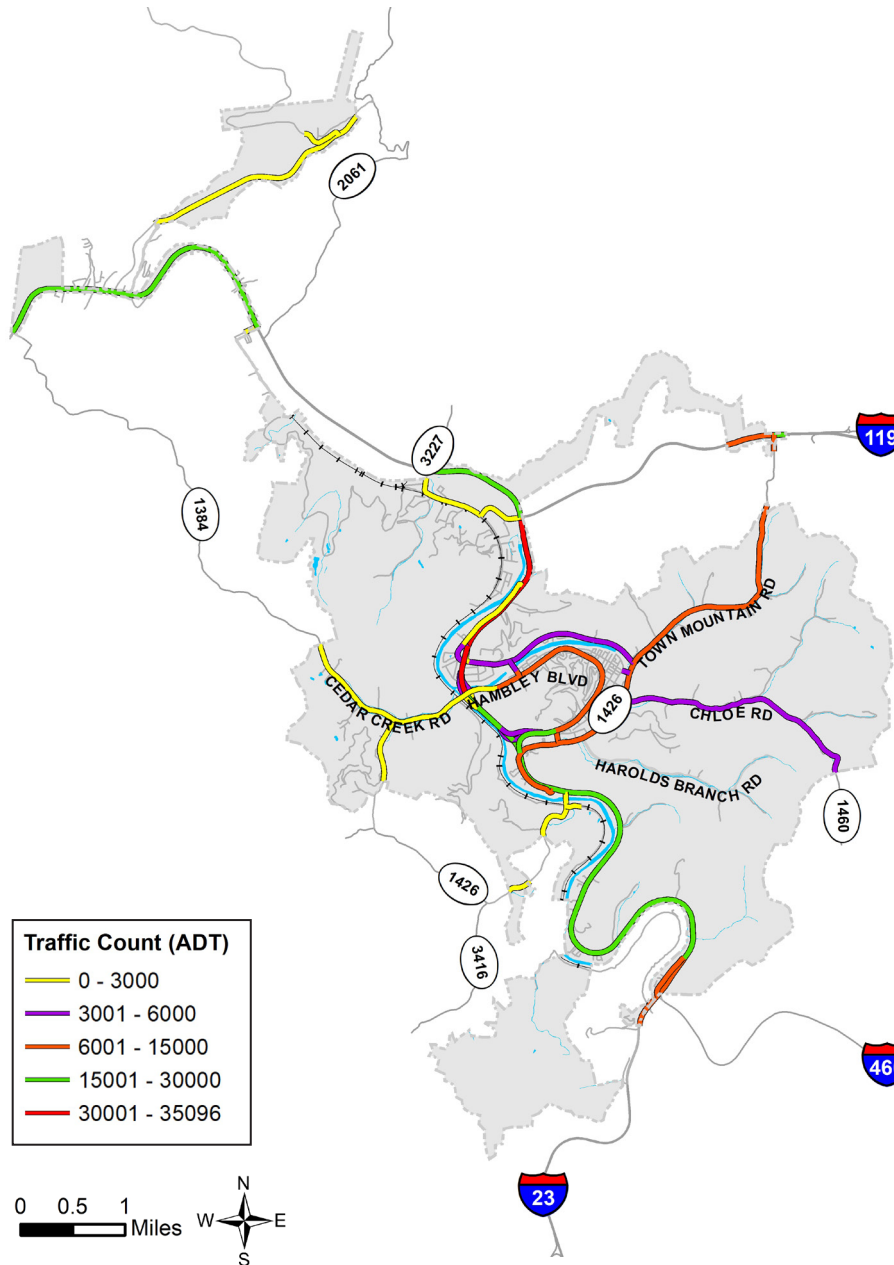 2061
119
3227
1384
TOWN MOUNTAIN RD
HAMBLEY BLVD
CEDAR CREEK RD
1426
CHLOE RD
HAROLDS BRANCH RD
1460
1426
3416
46
23
Traffic Count (ADT)
0 - 3000
3001 - 6000
6001 - 15000
15001 - 30000
30001 - 35096
0 0.5 1
Miles
N
W E
S